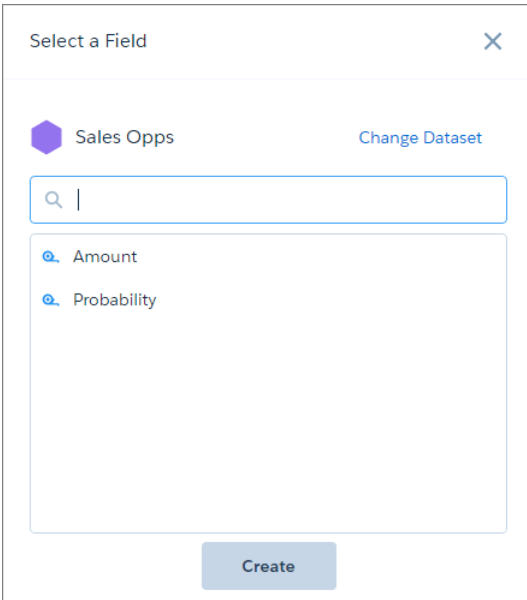 Select a Field
Sales Opps Change Dataset
Amount
Probability
Create